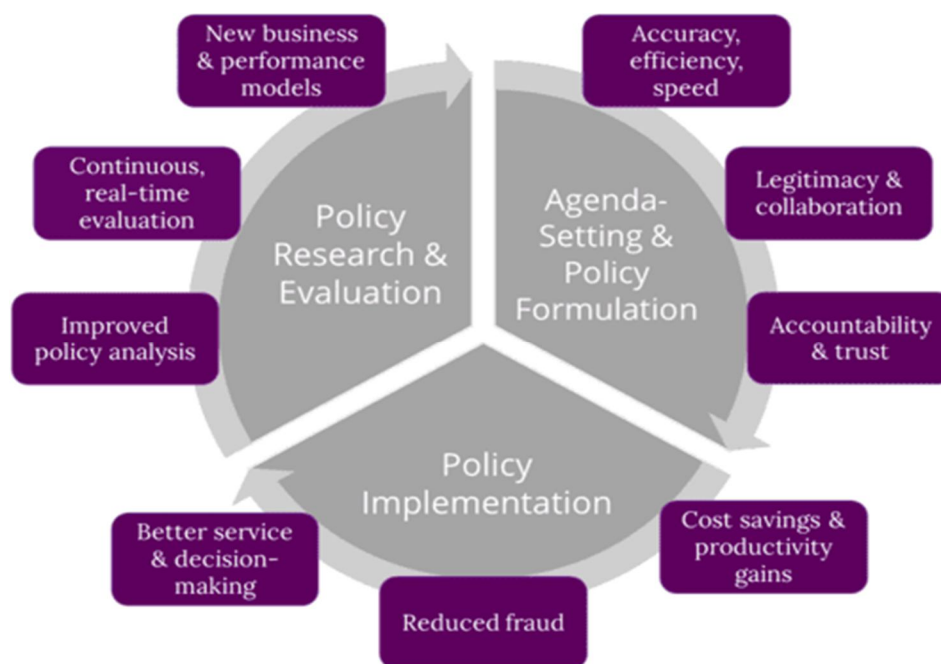 New business
& performance
models
Accuracy,
efficiency,
speed
Continuous,
real-time
evaluation
Legitimacy &
collaboration
Policy
Research &
Evaluation
Agenda-
Setting &
Policy
Formulation
Improved
policy analysis
Accountability
& trust
Policy
Implementation
Better service
& decision-
making
Cost savings &
productivity
gains
Reduced fraud